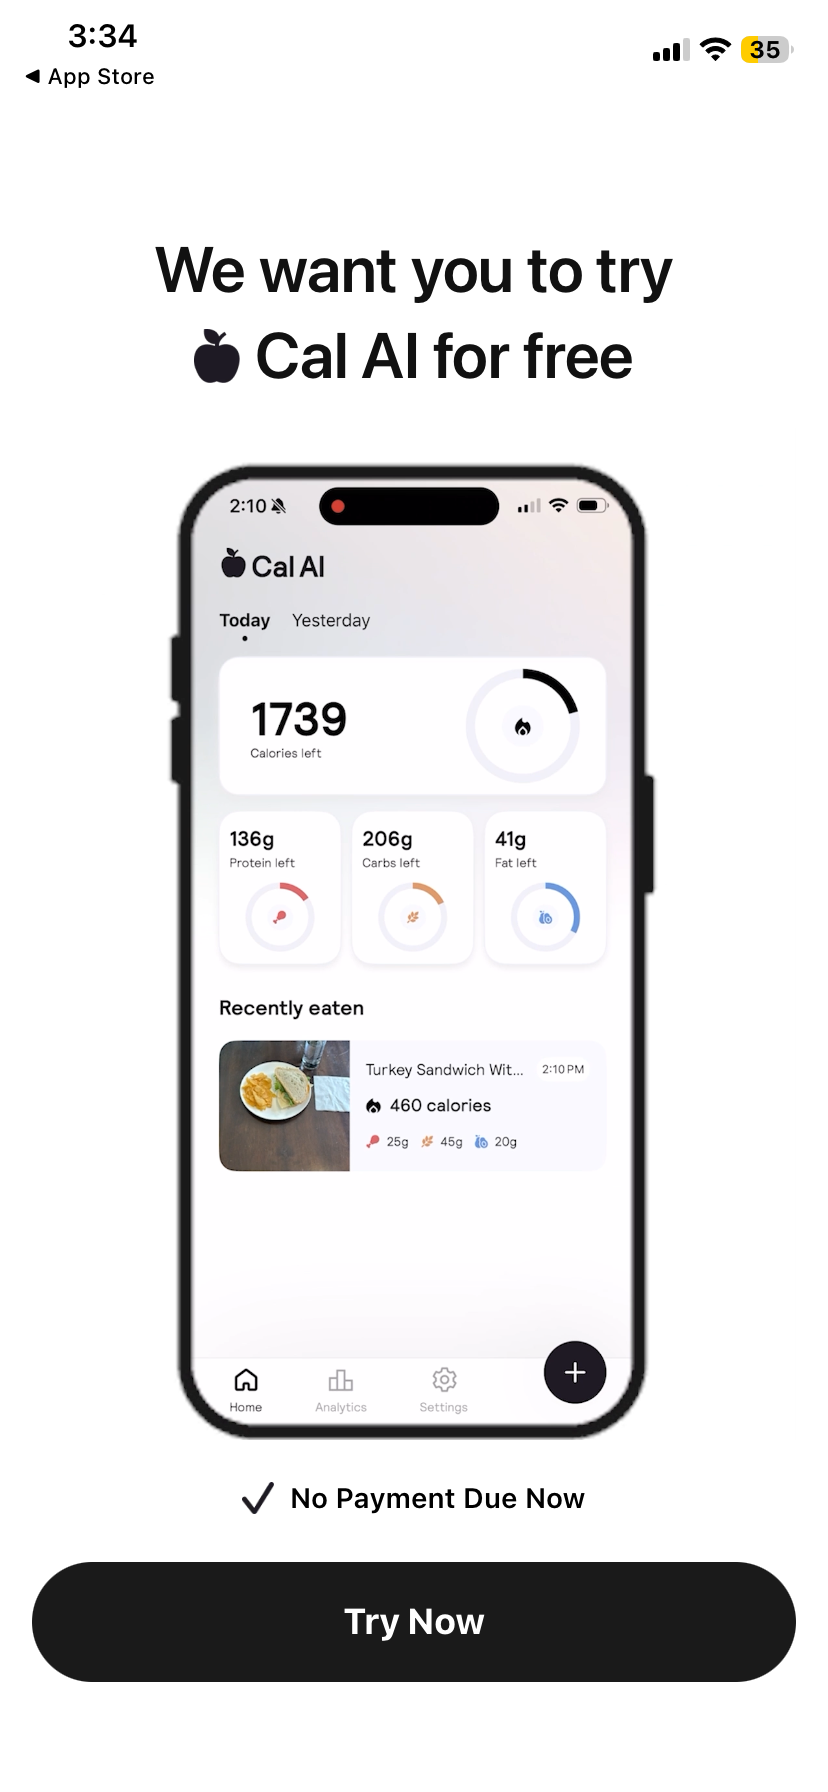 3:34
35
◀ App Store
We want you to try
Cal AI for free
2:10
Cal AI
Today Yesterday
1739
Calories left
136g
Protein left
206g
Carbs left
41g
Fat left
Recently eaten
Turkey Sandwich Wit... 2:10 PM
460 calories
25g 45g 20g
Home Analytics Settings
No Payment Due Now
Try Now